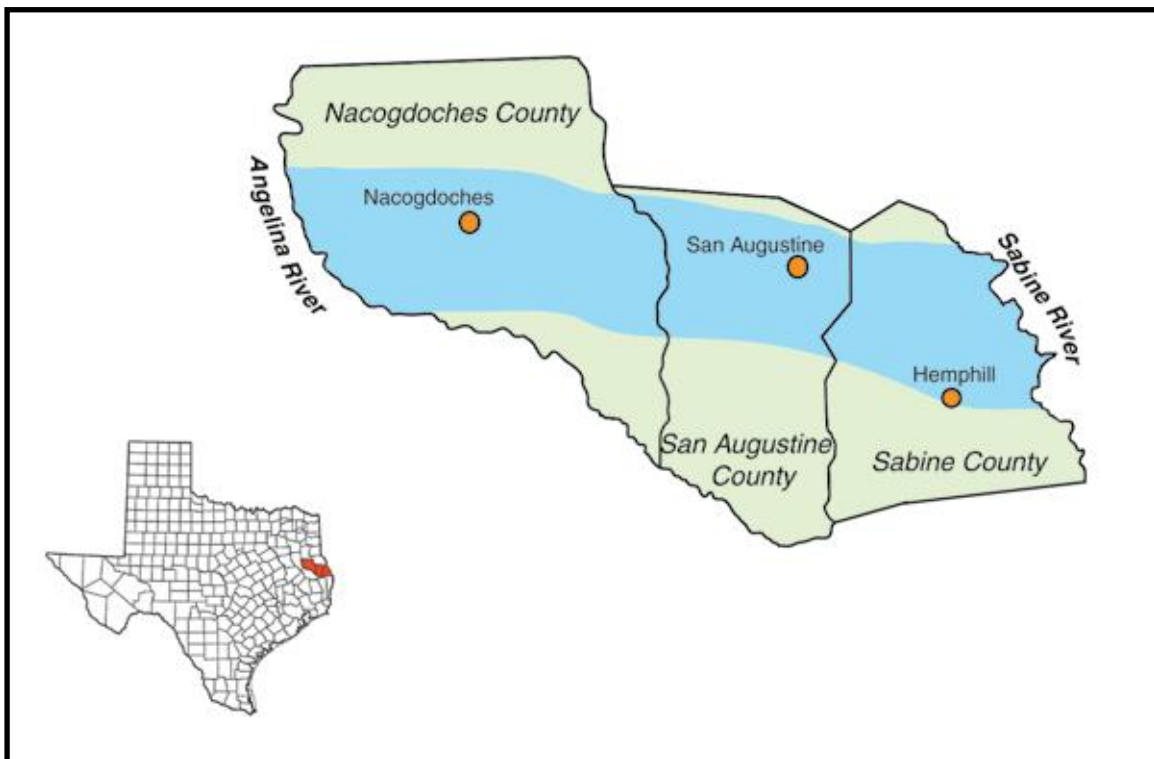 Nacogdoches County
Angelina River
Nacogdoches
San Augustine
Sabine River
Hemphill
San Augustine
County
Sabine County